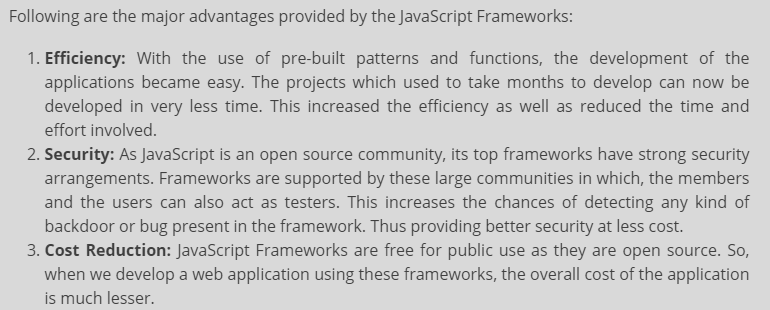 Following are the major advantages provided by the JavaScript Frameworks:
1. Efficiency: With the use of pre-built patterns and functions, the development of the
applications became easy. The projects which used to take months to develop can now be
developed in very less time. This increased the efficiency as well as reduced the time and
effort involved.
2. Security: As JavaScript is an open source community, its top frameworks have strong security
arrangements. Frameworks are supported by these large communities in which, the members
and the users can also act as testers. This increases the chances of detecting any kind of
backdoor or bug present in the framework. Thus providing better security at less cost.
3. Cost Reduction: JavaScript Frameworks are free for public use as they are open source. So,
when we develop a web application using these frameworks, the overall cost of the application
is much lesser.